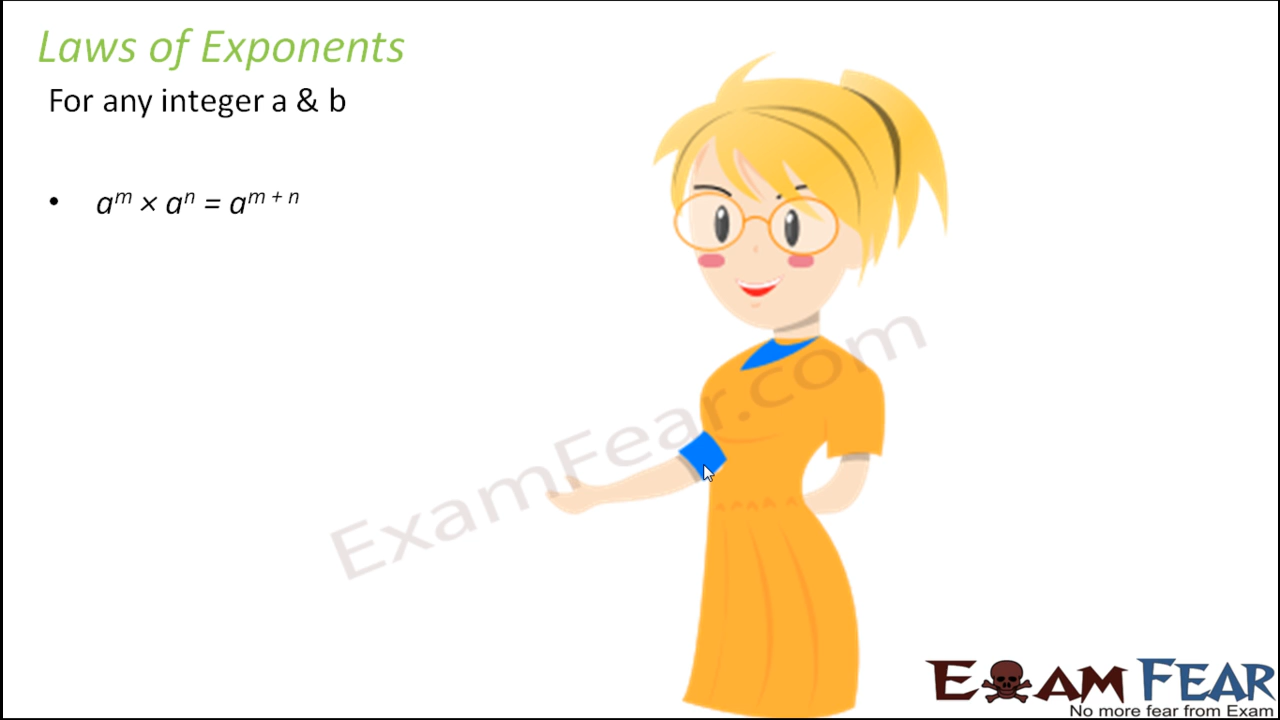 Laws of Exponents
For any integer a & b
• aᵐ × aⁿ = aᵐ ⁺ ⁿ
ExamFear.com
EXAM FEAR
No more fear from Exam